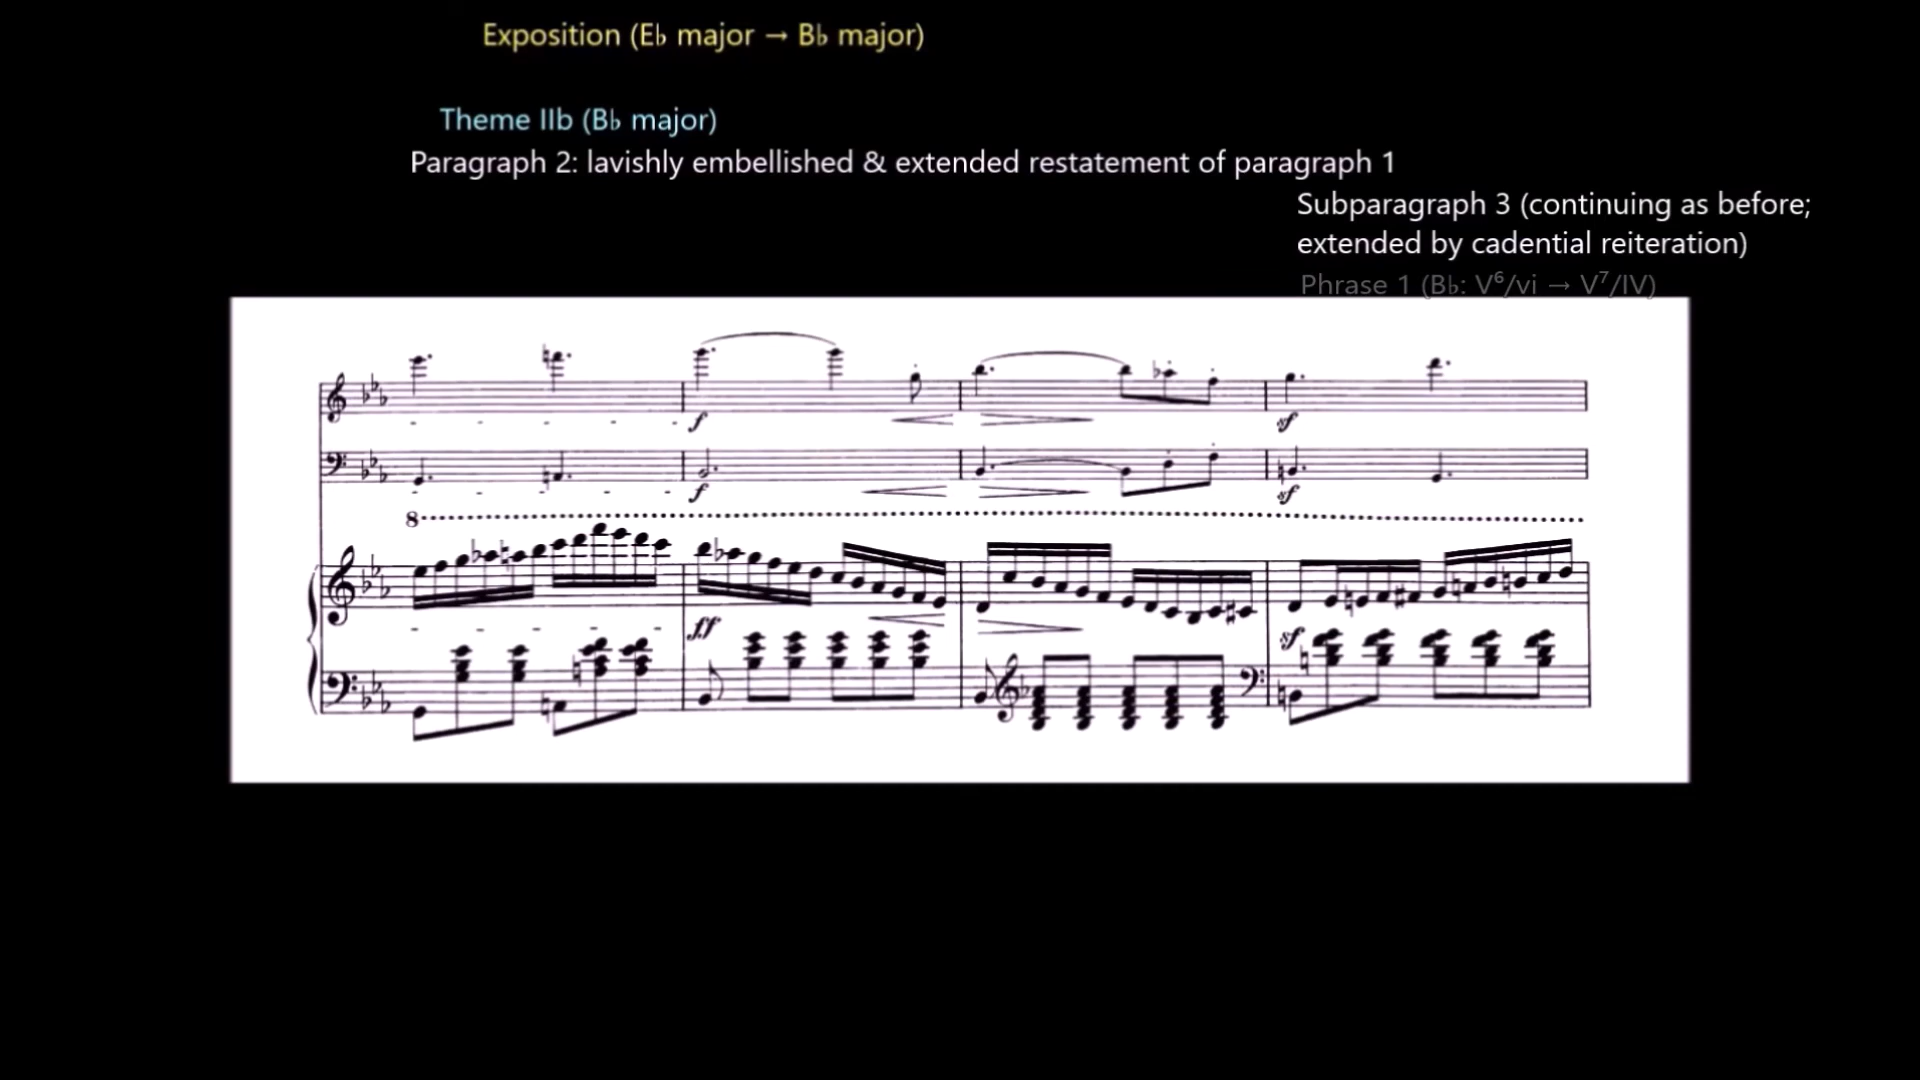 Exposition (E♭ major → B♭ major)
Theme IIb (B♭ major)
Paragraph 2: lavishly embellished & extended restatement of paragraph 1
Subparagraph 3 (continuing as before;
extended by cadential reiteration)
Phrase 1 (B♭: V⁶/vi → V⁷/IV)
f
sf
f
sf
8
ff
sf